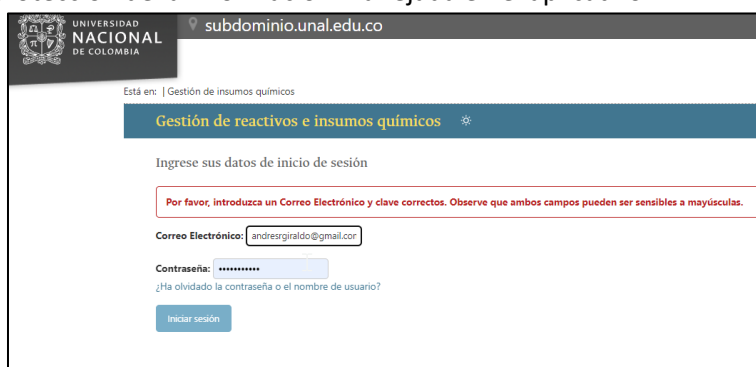 UNIVERSIDAD
NACIONAL
DE COLOMBIA
subdominio.unal.edu.co
Está en: | Gestión de insumos químicos
Gestión de reactivos e insumos químicos
Ingrese sus datos de inicio de sesión
Por favor, introduzca un Correo Electrónico y clave correctos. Observe que ambos campos pueden ser sensibles a mayúsculas.
Correo Electrónico: andresrgiraldo@gmail.cor
Contraseña: •••••••••••
¿Ha olvidado la contraseña o el nombre de usuario?
Iniciar sesión